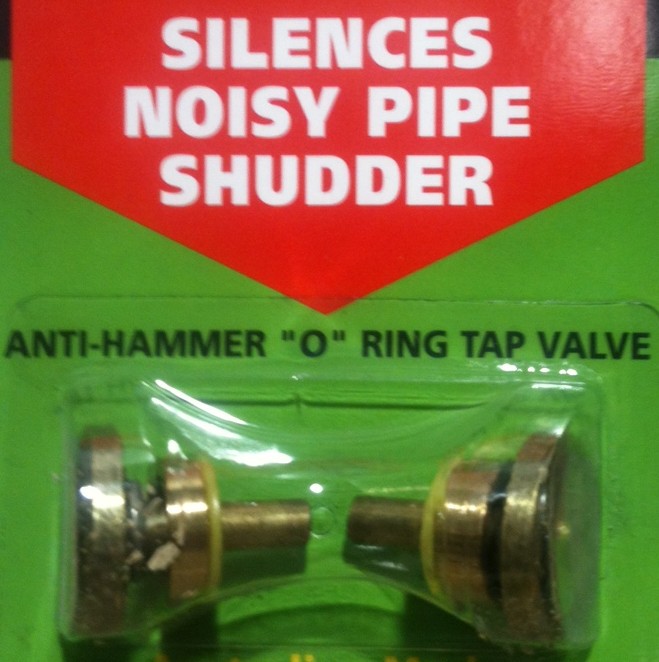 SILENCES
NOISY PIPE
SHUDDER
ANTI-HAMMER "O" RING TAP VALVE